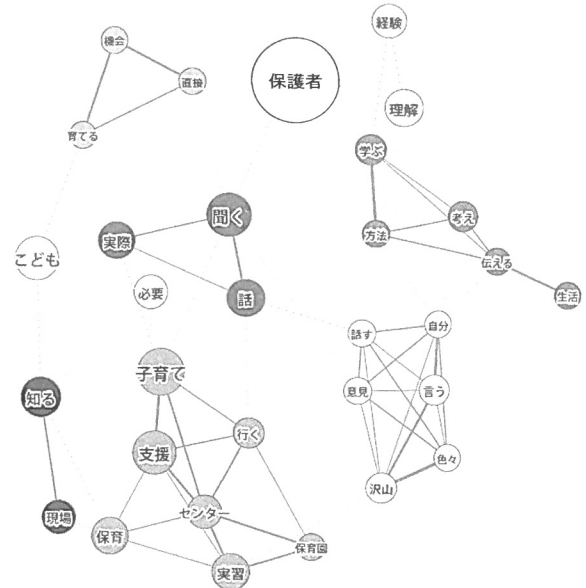 経験
機会
保護者
直接
理解
育てる
学ぶ
聞く
考え
実際
方法
こども
伝える
必要
話
生活
話す
自分
子育て
意見
言う
知る
行く
支援
色々
沢山
センター
現場
保育
保育園
実習